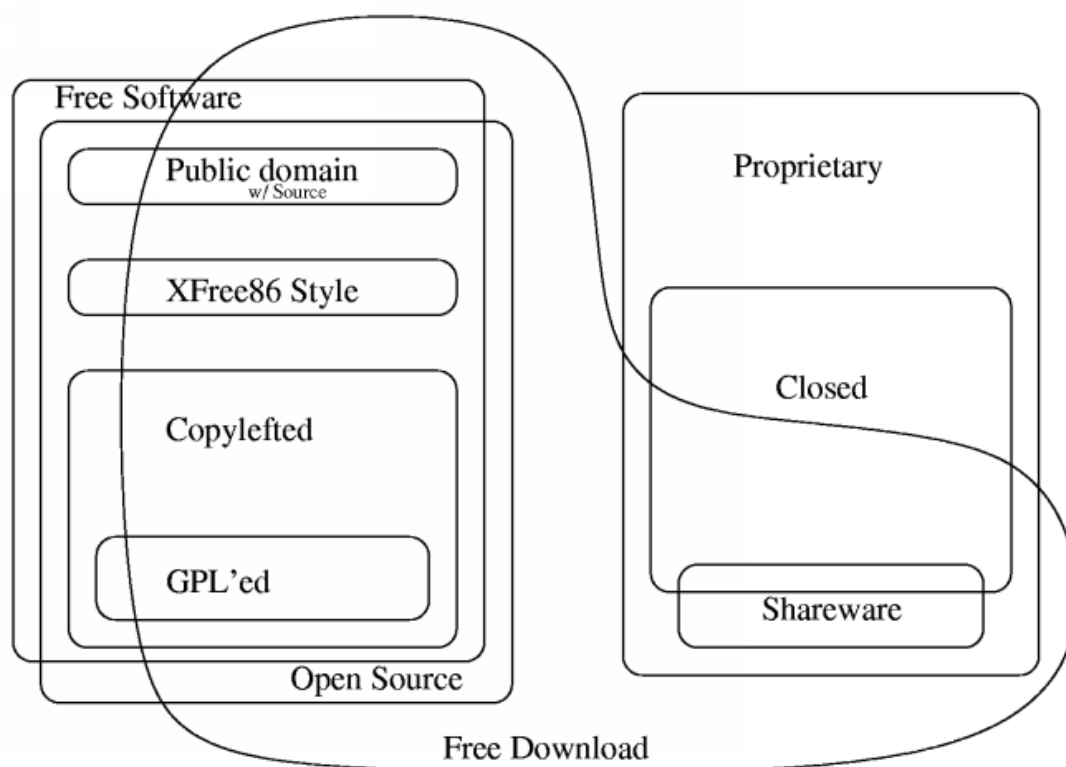 Free Software
Public domain
w/ Source
XFree86 Style
Copylefted
GPL'ed
Open Source
Proprietary
Closed
Shareware
Free Download